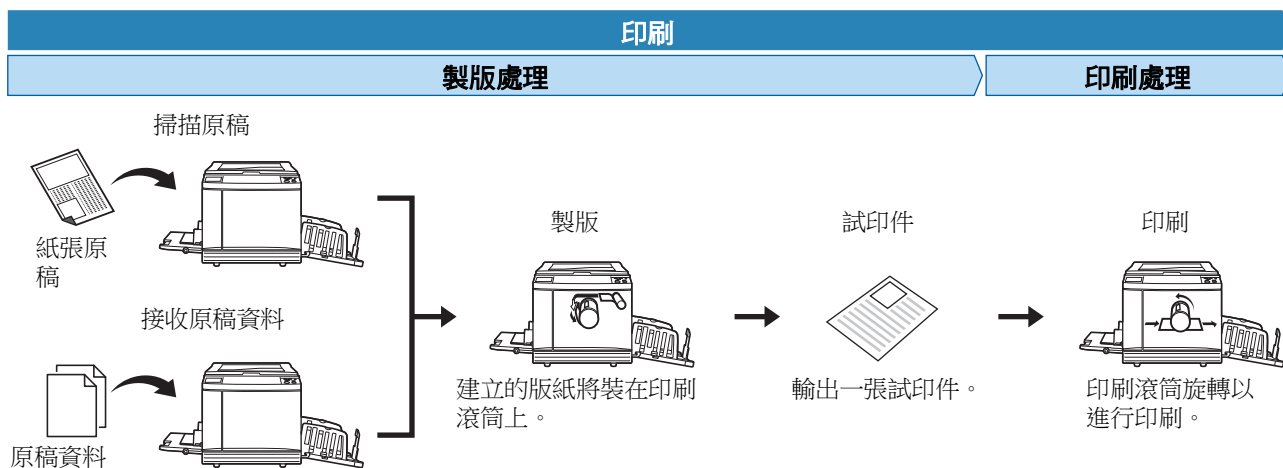 印刷
製版處理
印刷處理
掃描原稿
紙張原
稿
接收原稿資料
原稿資料
製版
建立的版紙將裝在印刷
滾筒上。
試印件
輸出一張試印件。
印刷
印刷滾筒旋轉以
進行印刷。